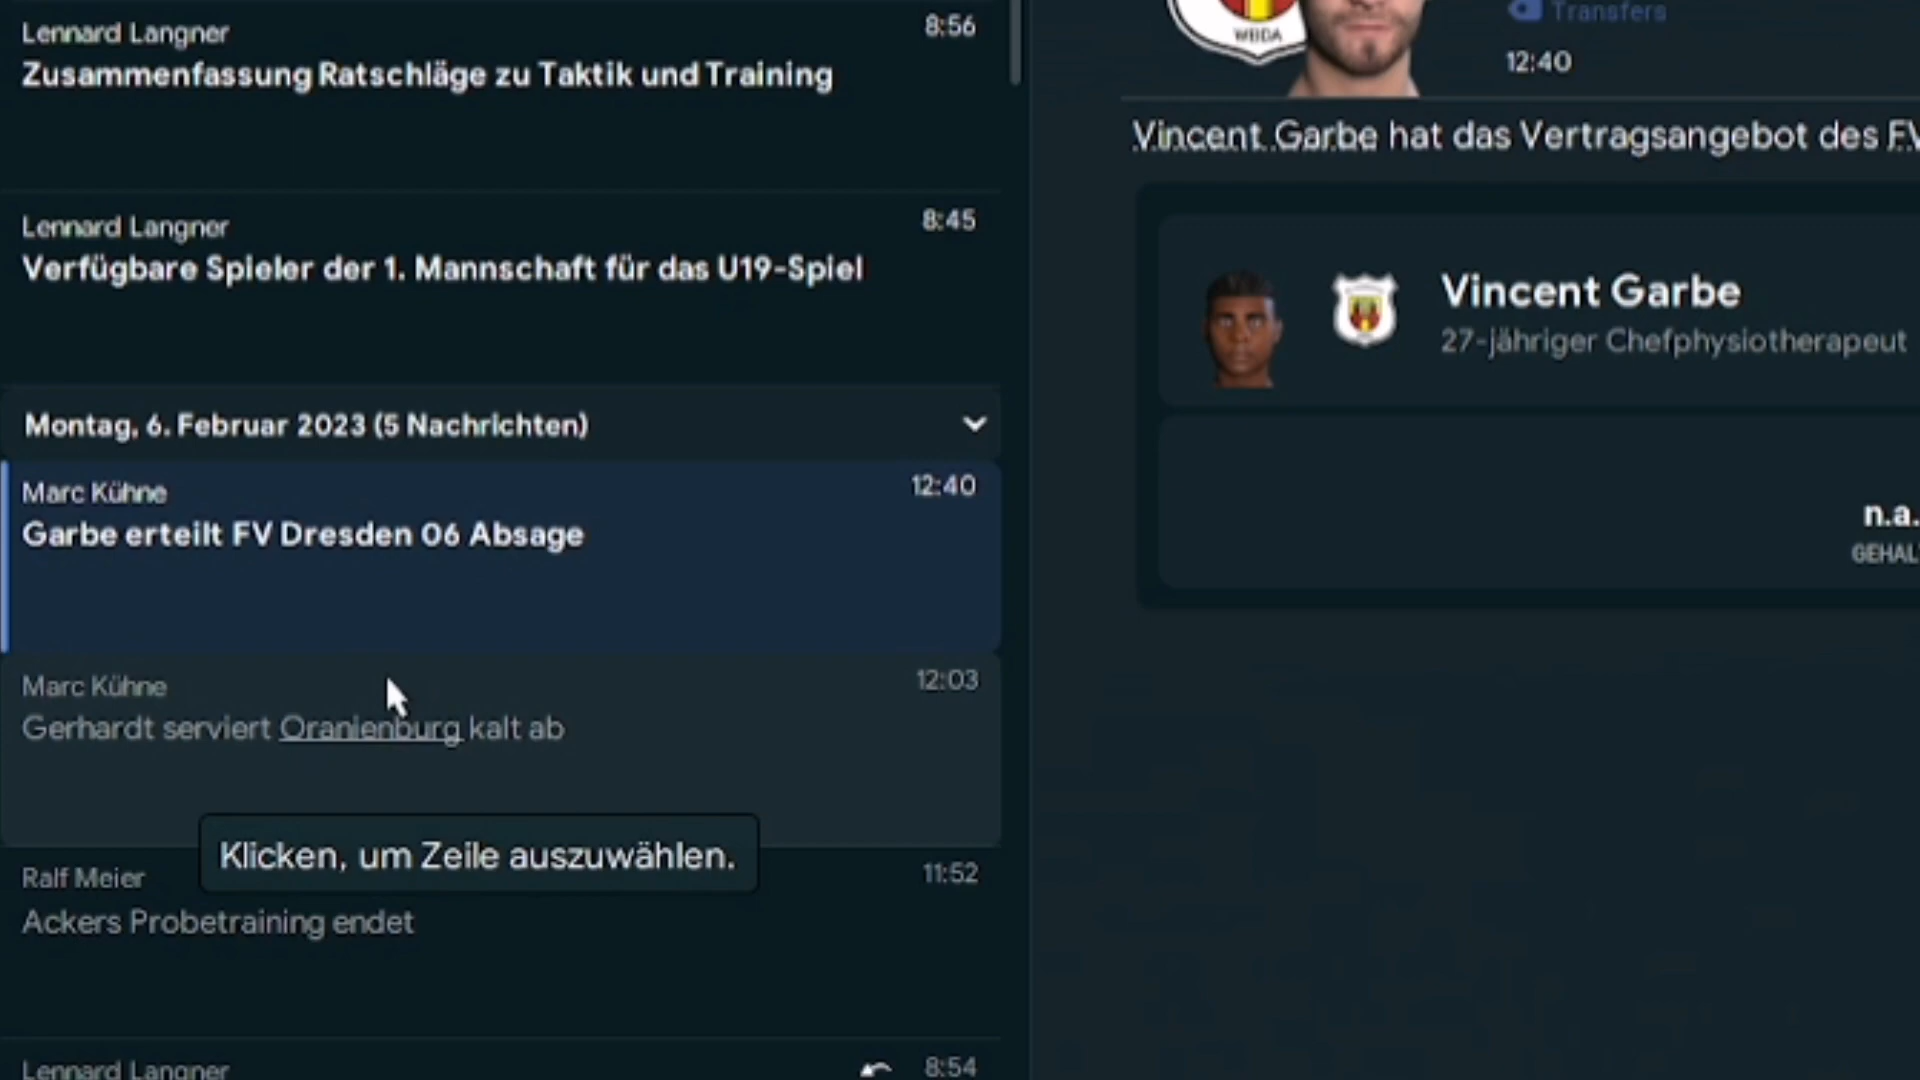 Lennard Langner
8:56
Zusammenfassung Ratschläge zu Taktik und Training
Lennard Langner
8:45
Verfügbare Spieler der 1. Mannschaft für das U19-Spiel
Montag, 6. Februar 2023 (5 Nachrichten)
Marc Kühne
12:40
Garbe erteilt FV Dresden 06 Absage
Marc Kühne
12:03
Gerhardt serviert Oranienburg kalt ab
Klicken, um Zeile auszuwählen.
Ralf Meier
11:52
Ackers Probetraining endet
Lennard Langner
8:54
WEIDA
Transfers
12:40
Vincent Garbe hat das Vertragsangebot des FV
Vincent Garbe
27-jähriger Chefphysiotherapeut
n.a.
GEHAL